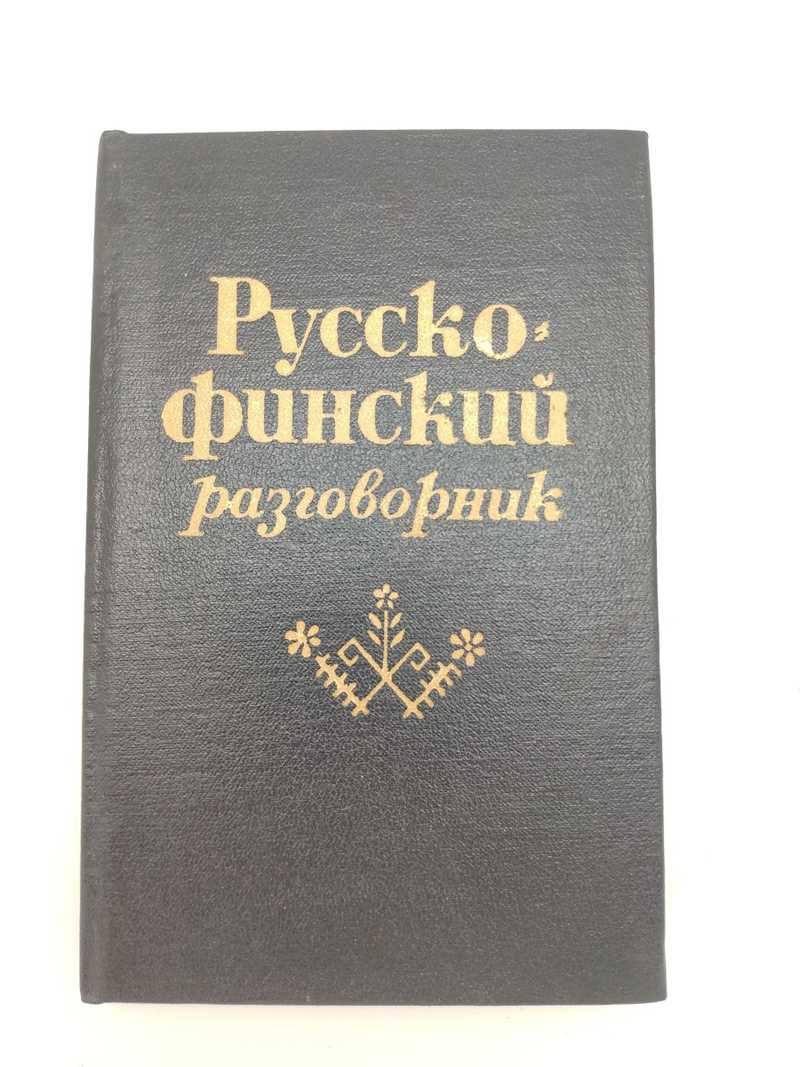 Русско-
финский
разговорник